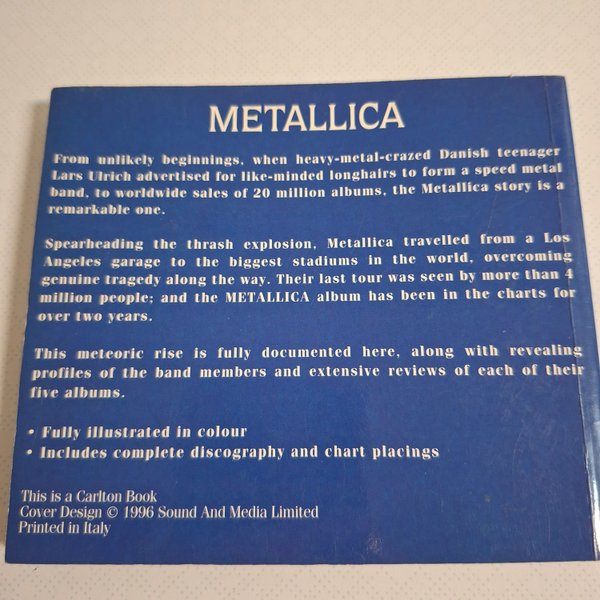 METALLICA
From unlikely beginnings, when heavy-metal-crazed Danish teenager
Lars Ulrich advertised for like-minded longhairs to form a speed metal
band, to worldwide sales of 20 million albums, the Metallica story is a
remarkable one.
Spearheading the thrash explosion, Metallica travelled from a Los
Angeles garage to the biggest stadiums in the world, overcoming
genuine tragedy along the way. Their last tour was seen by more than 4
million people; and the METALLICA album has been in the charts for
over two years.
This meteoric rise is fully documented here, along with revealing
profiles of the band members and extensive reviews of each of their
five albums.
• Fully illustrated in colour
• Includes complete discography and chart placings
This is a Carlton Book
Cover Design © 1996 Sound And Media Limited
Printed in Italy